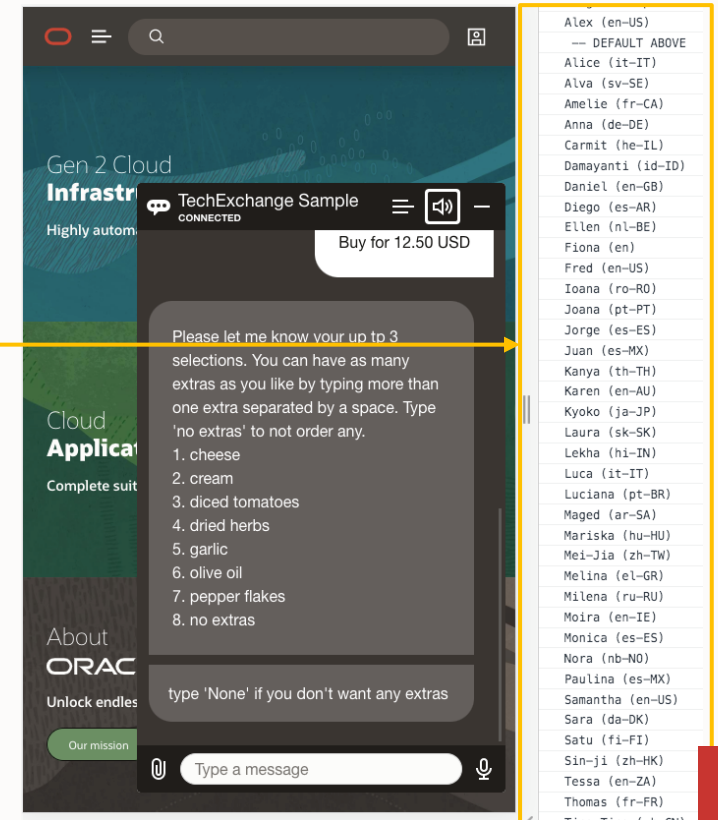 Gen 2 Cloud
Infrastr
Highly autom
TechExchange Sample
CONNECTED
Buy for 12.50 USD
Please let me know your up tp 3
selections. You can have as many
extras as you like by typing more than
one extra separated by a space. Type
'no extras' to not order any.
1. cheese
2. cream
3. diced tomatoes
4. dried herbs
5. garlic
6. olive oil
7. pepper flakes
8. no extras
type 'None' if you don't want any extras
Type a message
Cloud
Applicat
Complete suit
About
ORAC
Unlock endles
Our mission
Alex (en-US)
-- DEFAULT ABOVE
Alice (it-IT)
Alva (sv-SE)
Amelie (fr-CA)
Anna (de-DE)
Carmit (he-IL)
Damayanti (id-ID)
Daniel (en-GB)
Diego (es-AR)
Ellen (nl-BE)
Fiona (en)
Fred (en-US)
Ioana (ro-RO)
Joana (pt-PT)
Jorge (es-ES)
Juan (es-MX)
Kanya (th-TH)
Karen (en-AU)
Kyoko (ja-JP)
Laura (sk-SK)
Lekha (hi-IN)
Luca (it-IT)
Luciana (pt-BR)
Maged (ar-SA)
Mariska (hu-HU)
Mei-Jia (zh-TW)
Melina (el-GR)
Milena (ru-RU)
Moira (en-IE)
Monica (es-ES)
Nora (nb-NO)
Paulina (es-MX)
Samantha (en-US)
Sara (da-DK)
Satu (fi-FI)
Sin-ji (zh-HK)
Tessa (en-ZA)
Thomas (fr-FR)